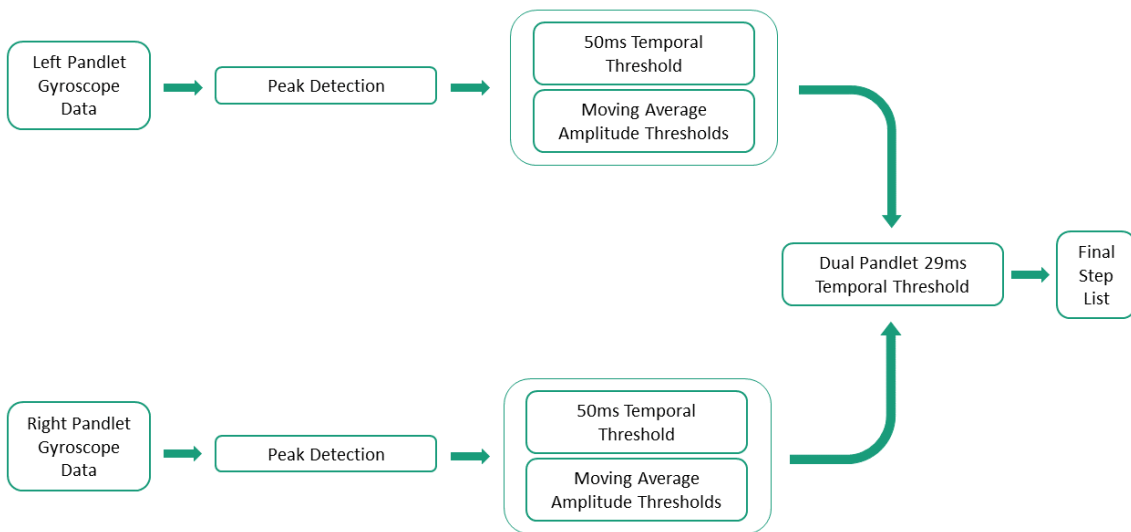 Left Pandlet
Gyroscope
Data
Peak Detection
50ms Temporal
Threshold
Moving Average
Amplitude Thresholds
Dual Pandlet 29ms
Temporal Threshold
Final
Step
List
Right Pandlet
Gyroscope
Data
Peak Detection
50ms Temporal
Threshold
Moving Average
Amplitude Thresholds